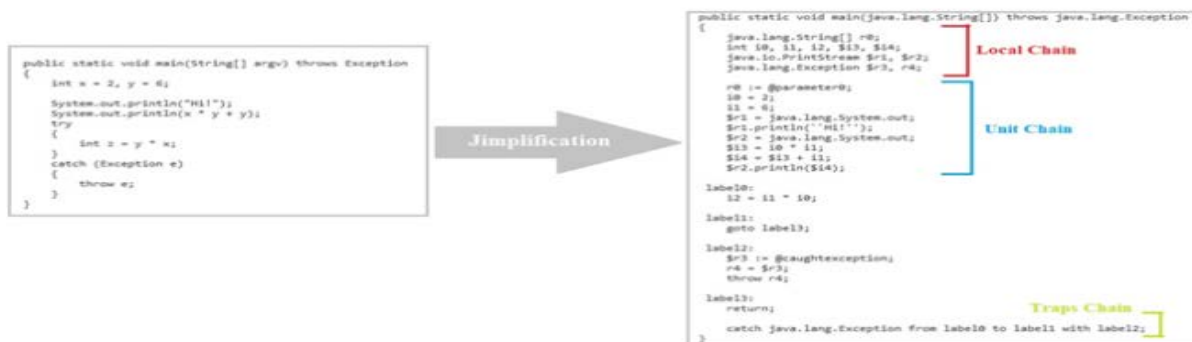 public static void main(String[] argv) throws Exception
{
int x = 2, y = 6;
System.out.println("Hi!");
System.out.println(x * y + y);
try
{
int z = y * x;
}
catch (Exception e)
{
throw e;
}
}
Jimplification
public static void main(java.lang.String[]) throws java.lang.Exception
{
java.lang.String[] r0;
int i0, i1, i2, $i3, $i4;
java.io.PrintStream $r1, $r2;
java.lang.Exception $r3, r4;
Local Chain
r0 := @parameter0;
i0 = 2;
i1 = 6;
$r1 = java.lang.System.out;
$r1.println(``Hi!'');
$r2 = java.lang.System.out;
$i3 = i0 * i1;
$i4 = $i3 + i1;
$r2.println($i4);
Unit Chain
label0:
i2 = i1 * i0;
label1:
goto label3;
label2:
$r3 := @caughtexception;
r4 = $r3;
throw r4;
label3:
return;
Traps Chain
catch java.lang.Exception from label0 to label1 with label2;
}